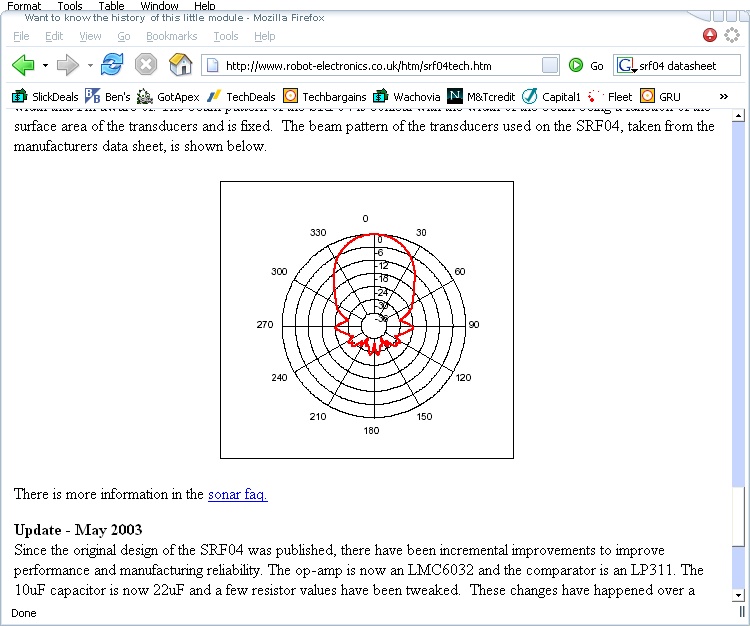 Format Tools Table Window Help
Want to know the history of this little module - Mozilla Firefox
File Edit View Go Bookmarks Tools Help
http://www.robot-electronics.co.uk/htm/srf04tech.htm Go G srf04 datasheet
SlickDeals Ben's GotApex TechDeals Techbargains Wachovia M&Tcredit Capital1 Fleet GRU »
surface area of the transducers and is fixed. The beam pattern of the transducers used on the SRF04, taken from the
manufacturers data sheet, is shown below.
0
330 30
0
-6
-12
300 60
-18
-24
-30
-36
270 90
240 120
210 150
180
There is more information in the sonar faq.
Update - May 2003
Since the original design of the SRF04 was published, there have been incremental improvements to improve
performance and manufacturing reliability. The op-amp is now an LMC6032 and the comparator is an LP311. The
10uF capacitor is now 22uF and a few resistor values have been tweaked. These changes have happened over a
Done